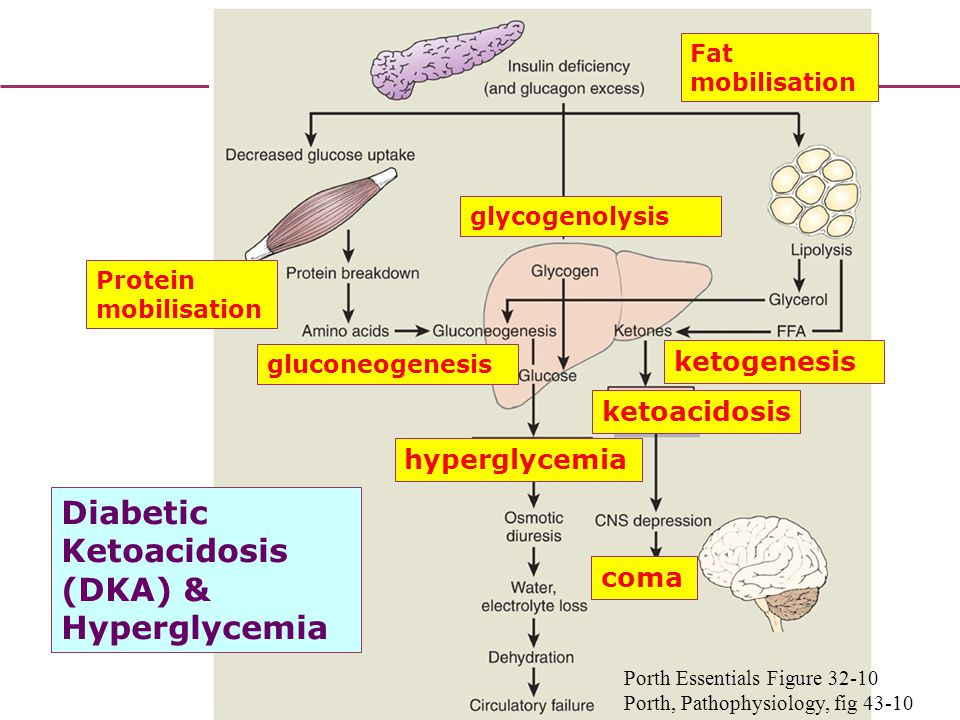 Fat
mobilisation
Insulin deficiency
(and glucagon excess)
Decreased glucose uptake
glycogenolysis
Lipolysis
Protein
mobilisation
Protein breakdown
Glycogen
Glycerol
Amino acids
Gluconeogenesis
Ketones
FFA
gluconeogenesis
Glucose
ketogenesis
ketoacidosis
hyperglycemia
Diabetic
Ketoacidosis
(DKA) &
Hyperglycemia
Osmotic
diuresis
CNS depression
coma
Water,
electrolyte loss
Dehydration
Circulatory failure
Porth Essentials Figure 32-10
Porth, Pathophysiology, fig 43-10